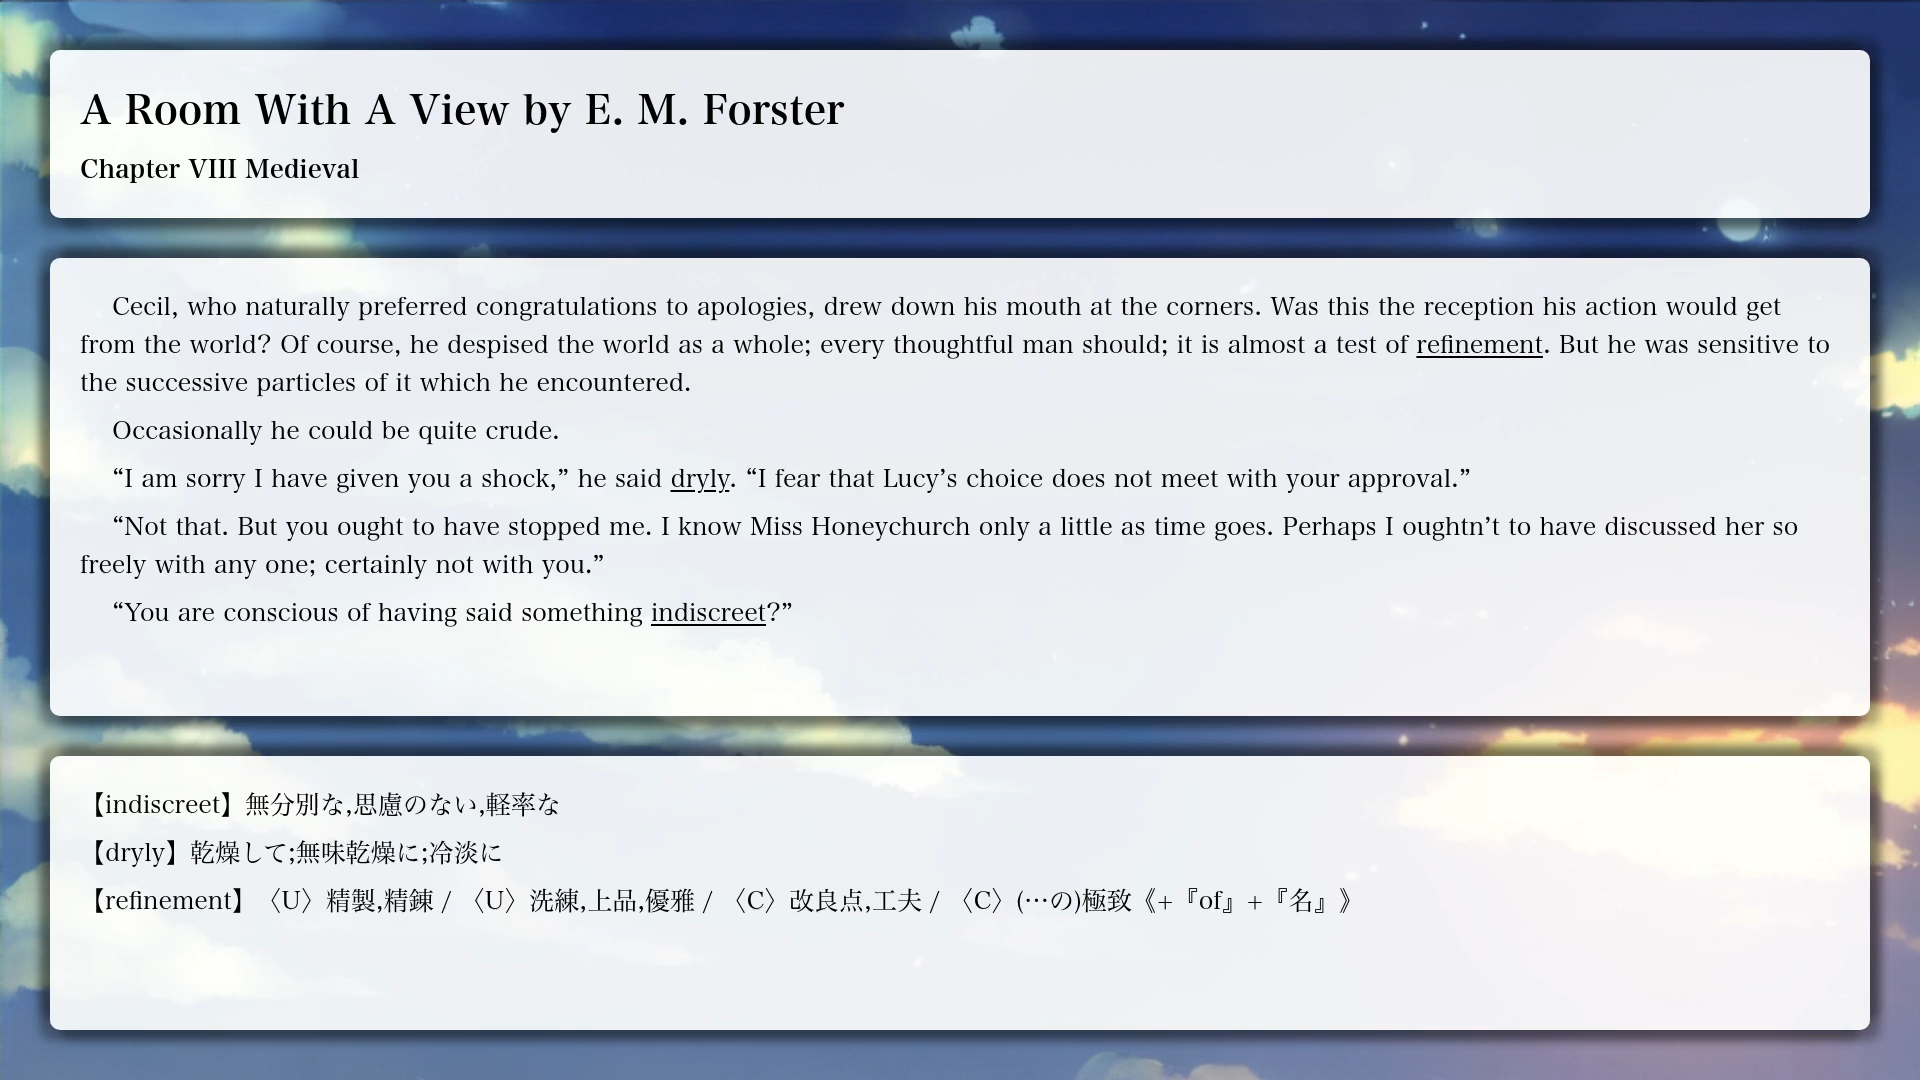 A Room With A View by E. M. Forster
Chapter VIII Medieval
Cecil, who naturally preferred congratulations to apologies, drew down his mouth at the corners. Was this the reception his action would get
from the world? Of course, he despised the world as a whole; every thoughtful man should; it is almost a test of refinement. But he was sensitive to
the successive particles of it which he encountered.
Occasionally he could be quite crude.
“I am sorry I have given you a shock,” he said dryly. “I fear that Lucy’s choice does not meet with your approval.”
“Not that. But you ought to have stopped me. I know Miss Honeychurch only a little as time goes. Perhaps I oughtn’t to have discussed her so
freely with any one; certainly not with you.”
“You are conscious of having said something indiscreet?”
【indiscreet】無分別な,思慮のない,軽率な
【dryly】乾燥して;無味乾燥に;冷淡に
【refinement】〈U〉精製,精錬 / 〈U〉洗練,上品,優雅 / 〈C〉改良点,工夫 / 〈C〉(…の)極致《+『of』+『名』》